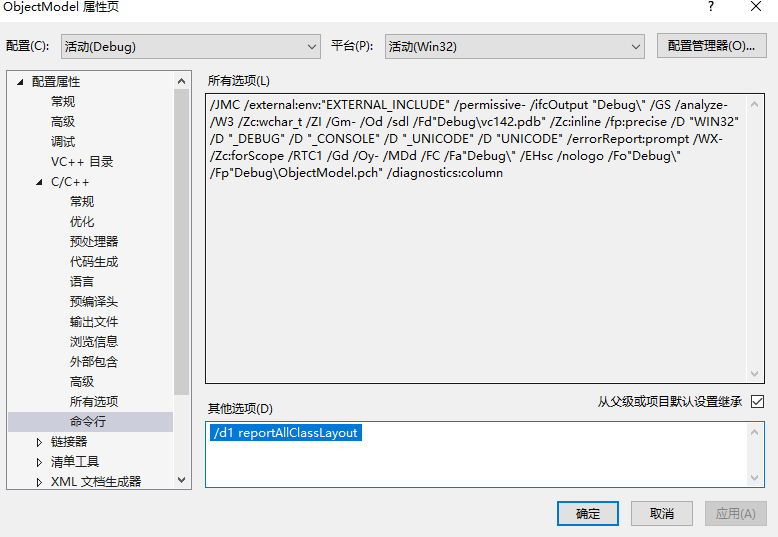 ObjectModel 属性页
? ×
配置(C): 活动(Debug) 平台(P): 活动(Win32) 配置管理器(O)...
配置属性
常规
高级
调试
VC++ 目录
C/C++
常规
优化
预处理器
代码生成
语言
预编译头
输出文件
浏览信息
外部包含
高级
所有选项
命令行
链接器
清单工具
XML 文档生成器
所有选项(L)
/JMC /external:env:"EXTERNAL_INCLUDE" /permissive- /ifcOutput "Debug\" /GS /analyze-
/W3 /Zc:wchar_t /ZI /Gm- /Od /sdl /Fd"Debug\vc142.pdb" /Zc:inline /fp:precise /D "WIN32"
/D "_DEBUG" /D "_CONSOLE" /D "_UNICODE" /D "UNICODE" /errorReport:prompt /WX-
/Zc:forScope /RTC1 /Gd /Oy- /MDd /FC /Fa"Debug\" /EHsc /nologo /Fo"Debug\"
/Fp"Debug\ObjectModel.pch" /diagnostics:column
从父级或项目默认设置继承
其他选项(D)
/d1 reportAllClassLayout
确定 取消 应用(A)